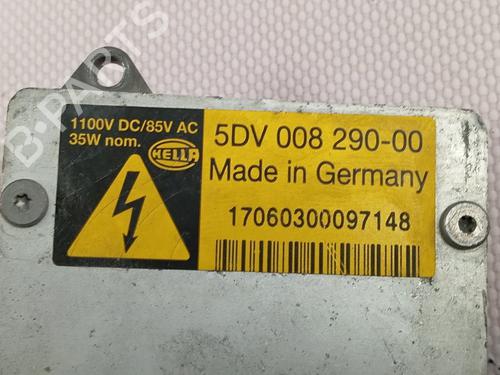 1100V DC/85V AC
35W nom.
HELLA
5DV 008 290-00
Made in Germany
17060300097148
B-PARTS